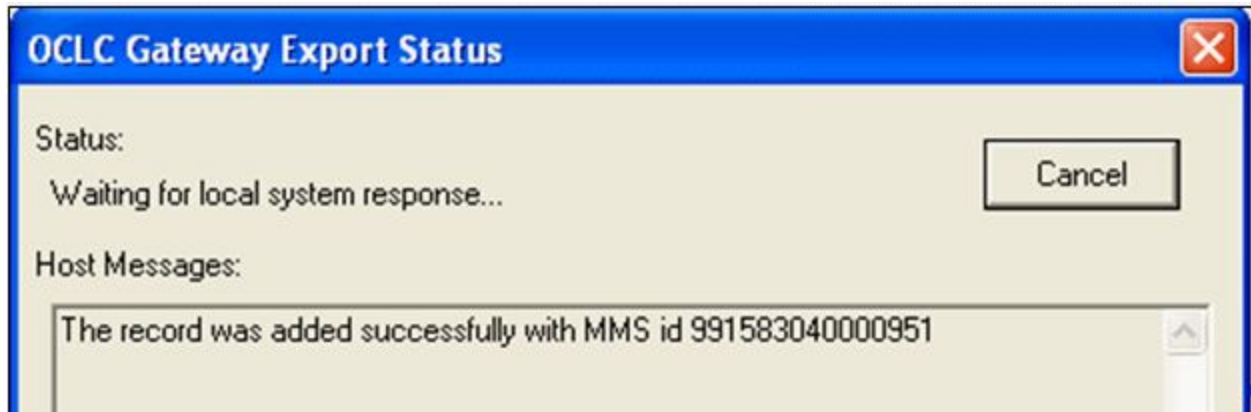 OCLC Gateway Export Status
Status:
Cancel
Waiting for local system response...
Host Messages:
The record was added successfully with MMS id 991583040000951